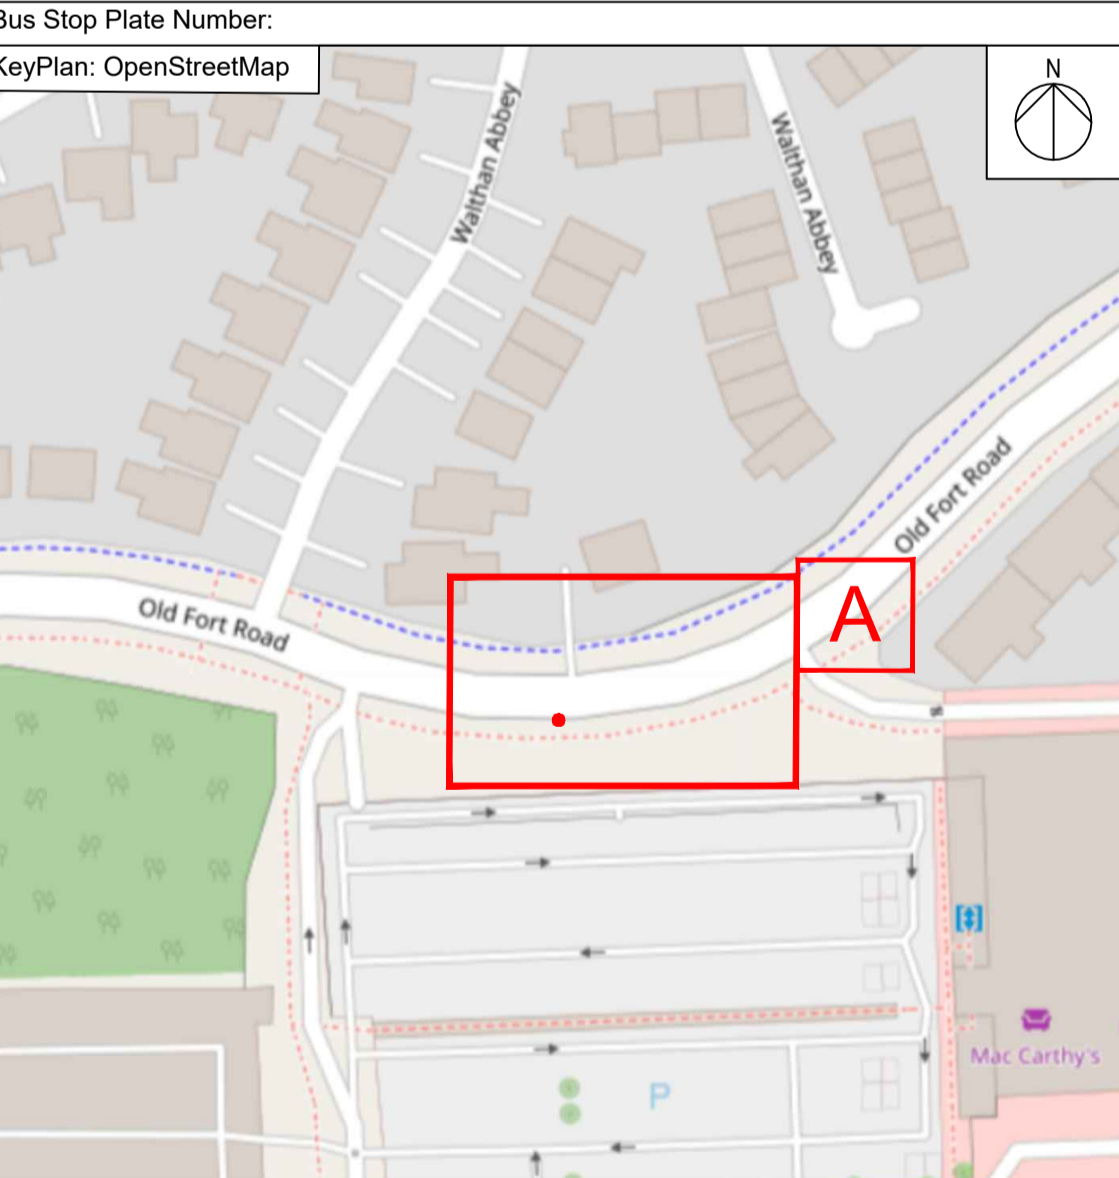 Bus Stop Plate Number:
KeyPlan: OpenStreetMap
N
Walthan Abbey
Walthan Abbey
Old Fort Road
Old Fort Road
A
Mac Carthy's
P